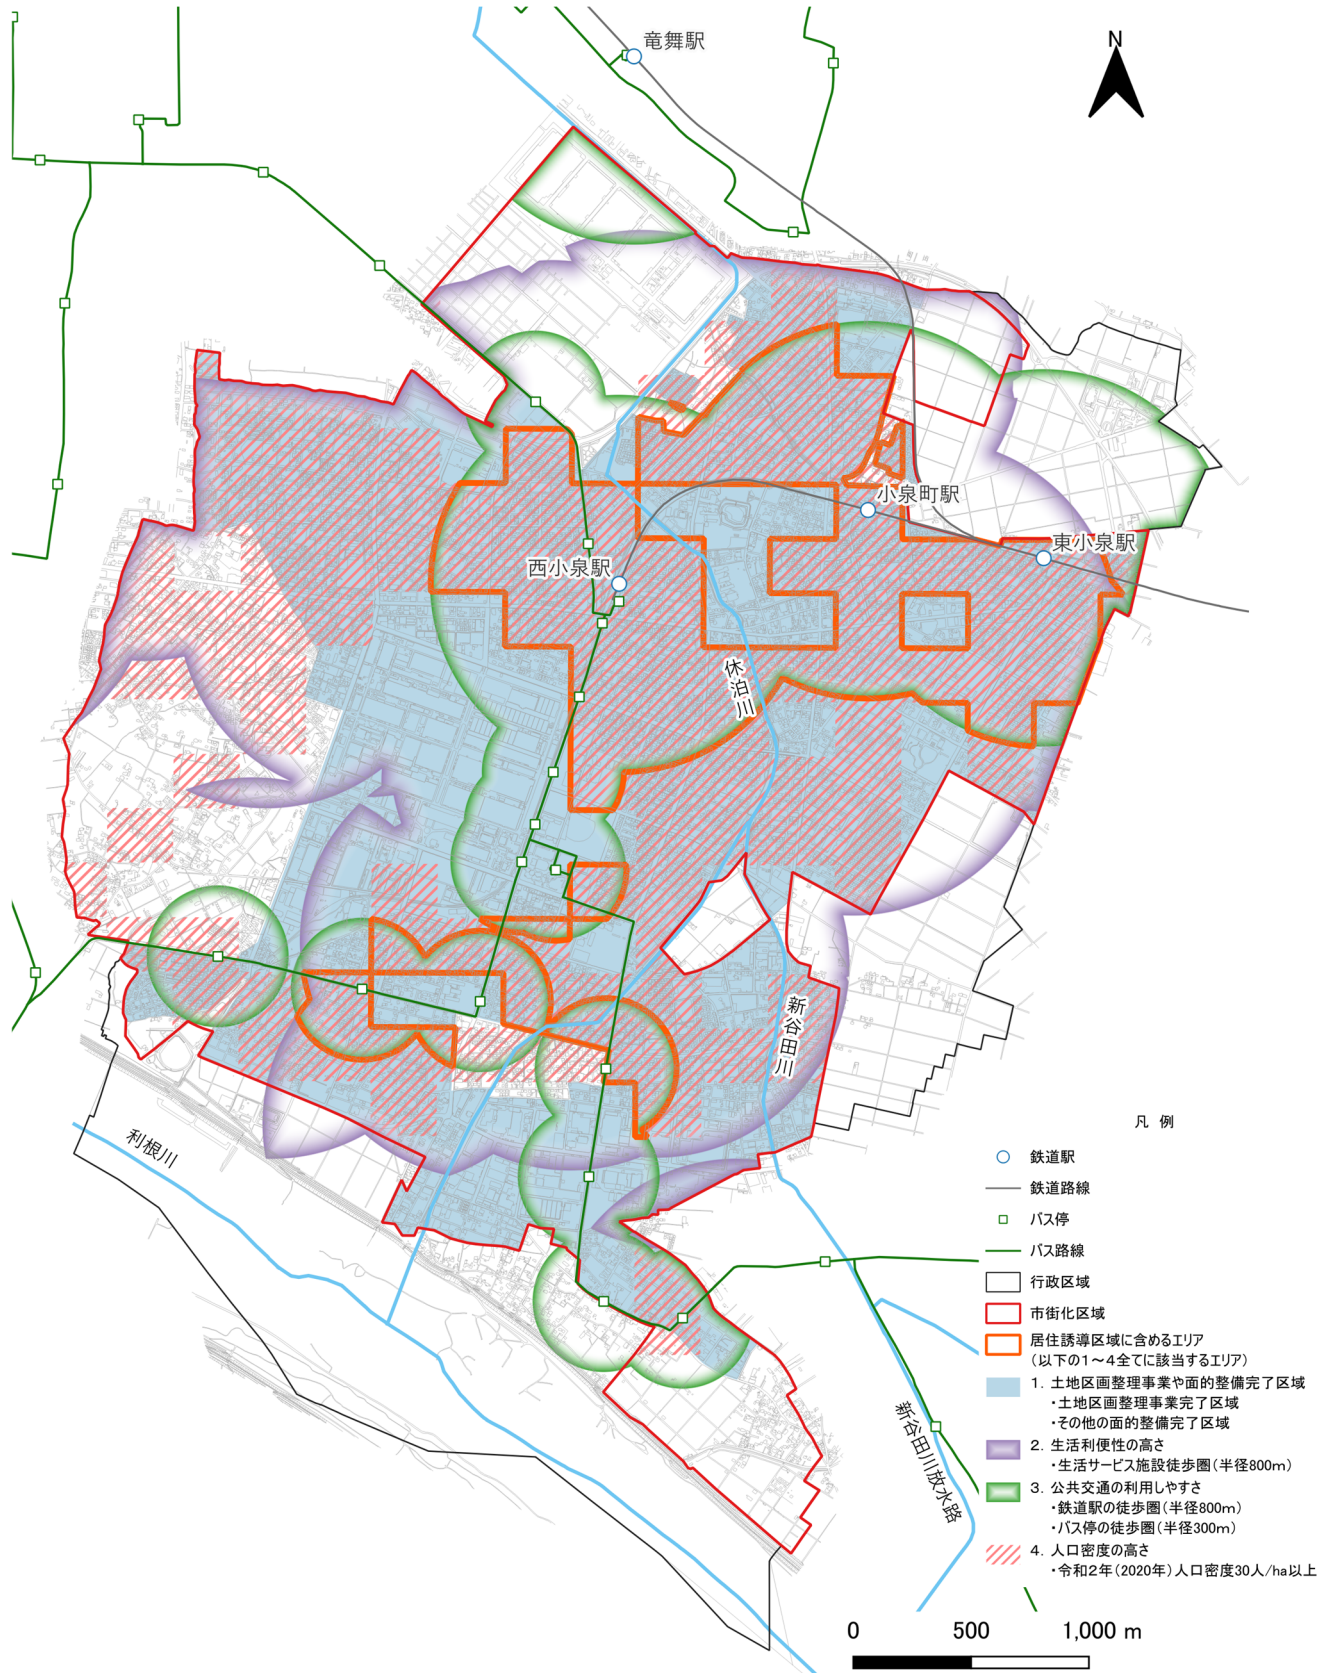 N
竜舞駅
小泉町駅
東小泉駅
西小泉駅
休泊川
新谷田川
利根川
新谷田川放水路
凡 例
鉄道駅
鉄道路線
バス停
バス路線
行政区域
市街化区域
居住誘導区域に含めるエリア
(以下の1～4全てに該当するエリア)
1. 土地区画整理事業や面的整備完了区域
・土地区画整理事業完了区域
・その他の面的整備完了区域
2. 生活利便性の高さ
・生活サービス施設徒歩圏(半径800m)
3. 公共交通の利用しやすさ
・鉄道駅の徒歩圏(半径800m)
・バス停の徒歩圏(半径300m)
4. 人口密度の高さ
・令和2年(2020年)人口密度30人/ha以上
0 500 1,000 m